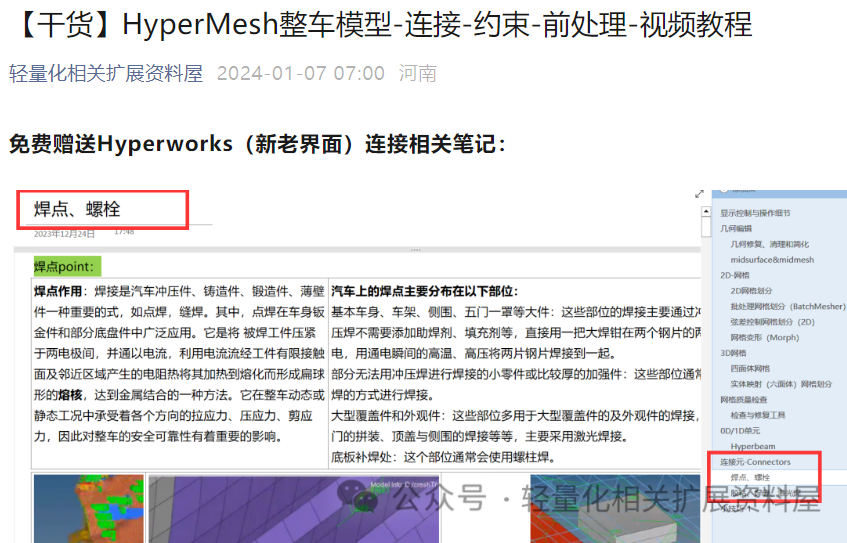 【干货】HyperMesh整车模型-连接-约束-前处理-视频教程
轻量化相关扩展资料屋 2024-01-07 07:00 河南
免费赠送Hyperworks（新老界面）连接相关笔记：
焊点、螺栓
2023年12月24日 17:48
焊点point：
焊点作用：焊接是汽车冲压件、铸造件、锻造件、薄壁
件一种重要的式，如点焊，缝焊。其中，点焊在车身钣
金件和部分底盘件中广泛应用。它是将 被焊工件压紧
于两电极间，并通以电流，利用电流流经工件有限接触
面及邻近区域产生的电阻热将其加热到熔化而形成扁球
形的熔核，达到金属结合的一种方法。它在整车动态或
静态工况中承受着各个方向的拉应力、压应力、剪应
力，因此对整车的安全可靠性有着重要的影响。
汽车上的焊点主要分布在以下部位：
基本车身、车架、侧围、五门一罩等大件：这些部位的焊接主要通过冲
压焊不需要添加助焊剂、填充剂等，直接用一把大焊钳在两个钢片的两
电，用通电瞬间的高温、高压将两片钢片焊接到一起。
部分无法用冲压焊进行焊接的小零件或比较厚的加强件：这些部位通常
焊的方式进行焊接。
大型覆盖件和外观件：这些部位多用于大型覆盖件的及外观件的焊接，
门的拼装、顶盖与侧围的焊接等等，主要采用激光焊接。
底板补焊处：这个部位通常会使用螺柱焊。
显示控制与操作细节
几何编辑
几何修复、清理和简化
midsurface&midmesh
2D-网格
2D网格划分
批处理网格划分（BatchMesher）
弦差控制网格划分（2D）
网格变形（Morph）
3D网格
四面体网格
实体映射（六面体）网格划分
网格质量检查
检查与修复工具
0D/1D单元
Hyperbeam
连接元-Connectors
焊点、螺栓
公众号 · 轻量化相关扩展资料屋